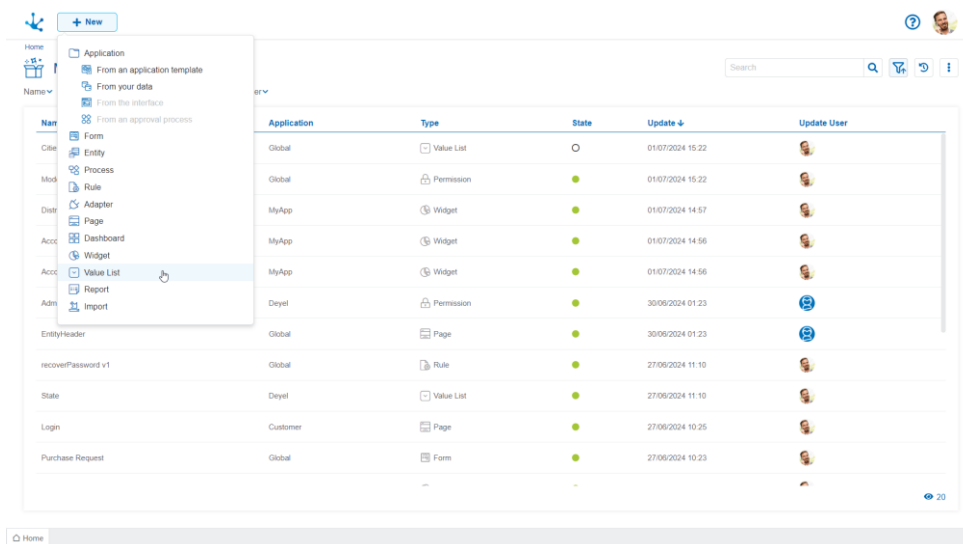 + New
Home
Application
From an application template
From your data
From the interface
From an approval process
Form
Entity
Process
Rule
Adapter
Page
Dashboard
Widget
Value List
Report
Import
Search
Name
Application Type State Update Update User
Global Value List 01/07/2024 15:22
Global Permission 01/07/2024 15:22
MyApp Widget 01/07/2024 14:57
MyApp Widget 01/07/2024 14:56
MyApp Widget 01/07/2024 14:56
Deyel Permission 30/06/2024 01:23
EntityHeader Global Page 30/06/2024 01:23
recoverPassword v1 Global Rule 27/06/2024 11:10
State Deyel Value List 27/06/2024 11:10
Login Customer Page 27/06/2024 10:25
Purchase Request Global Form 27/06/2024 10:23
20
Home